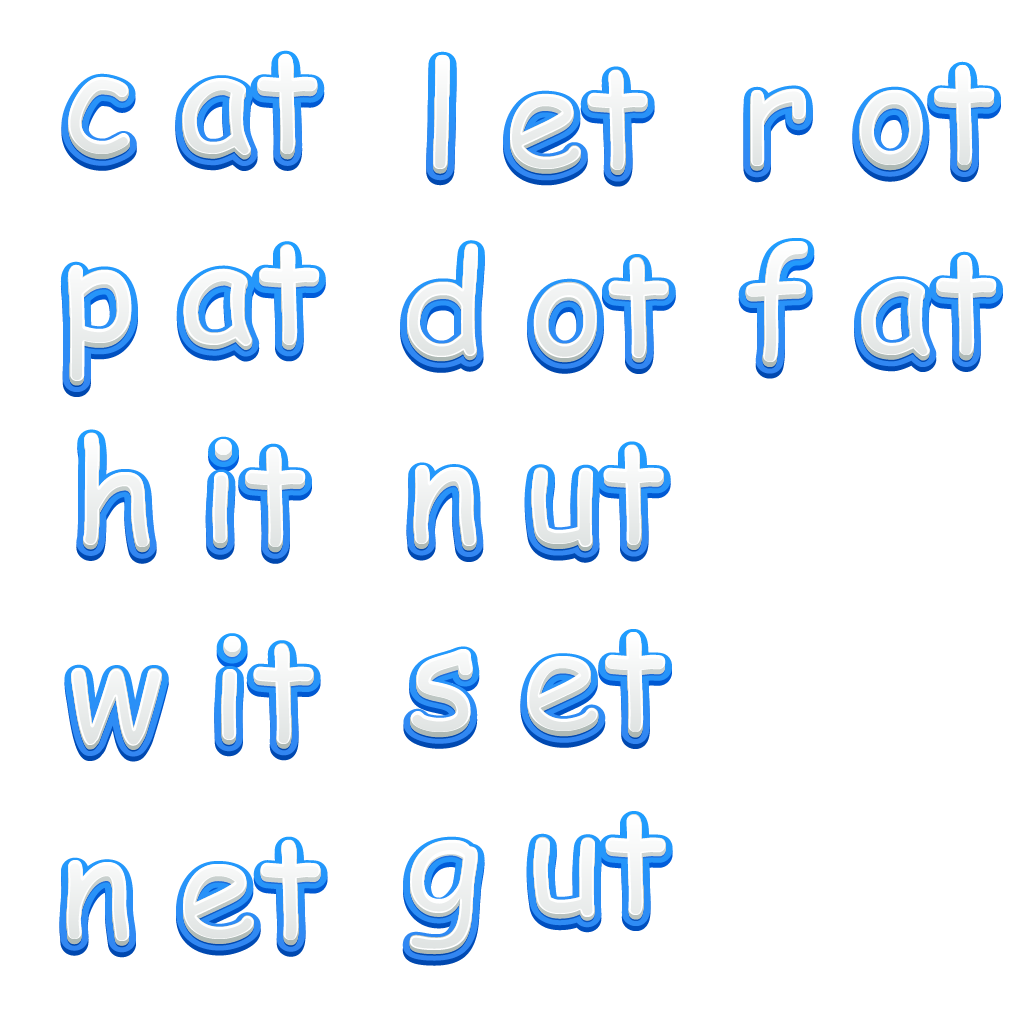 c at l et r ot
p at d ot f at
h it n ut
w it s et
n et g ut